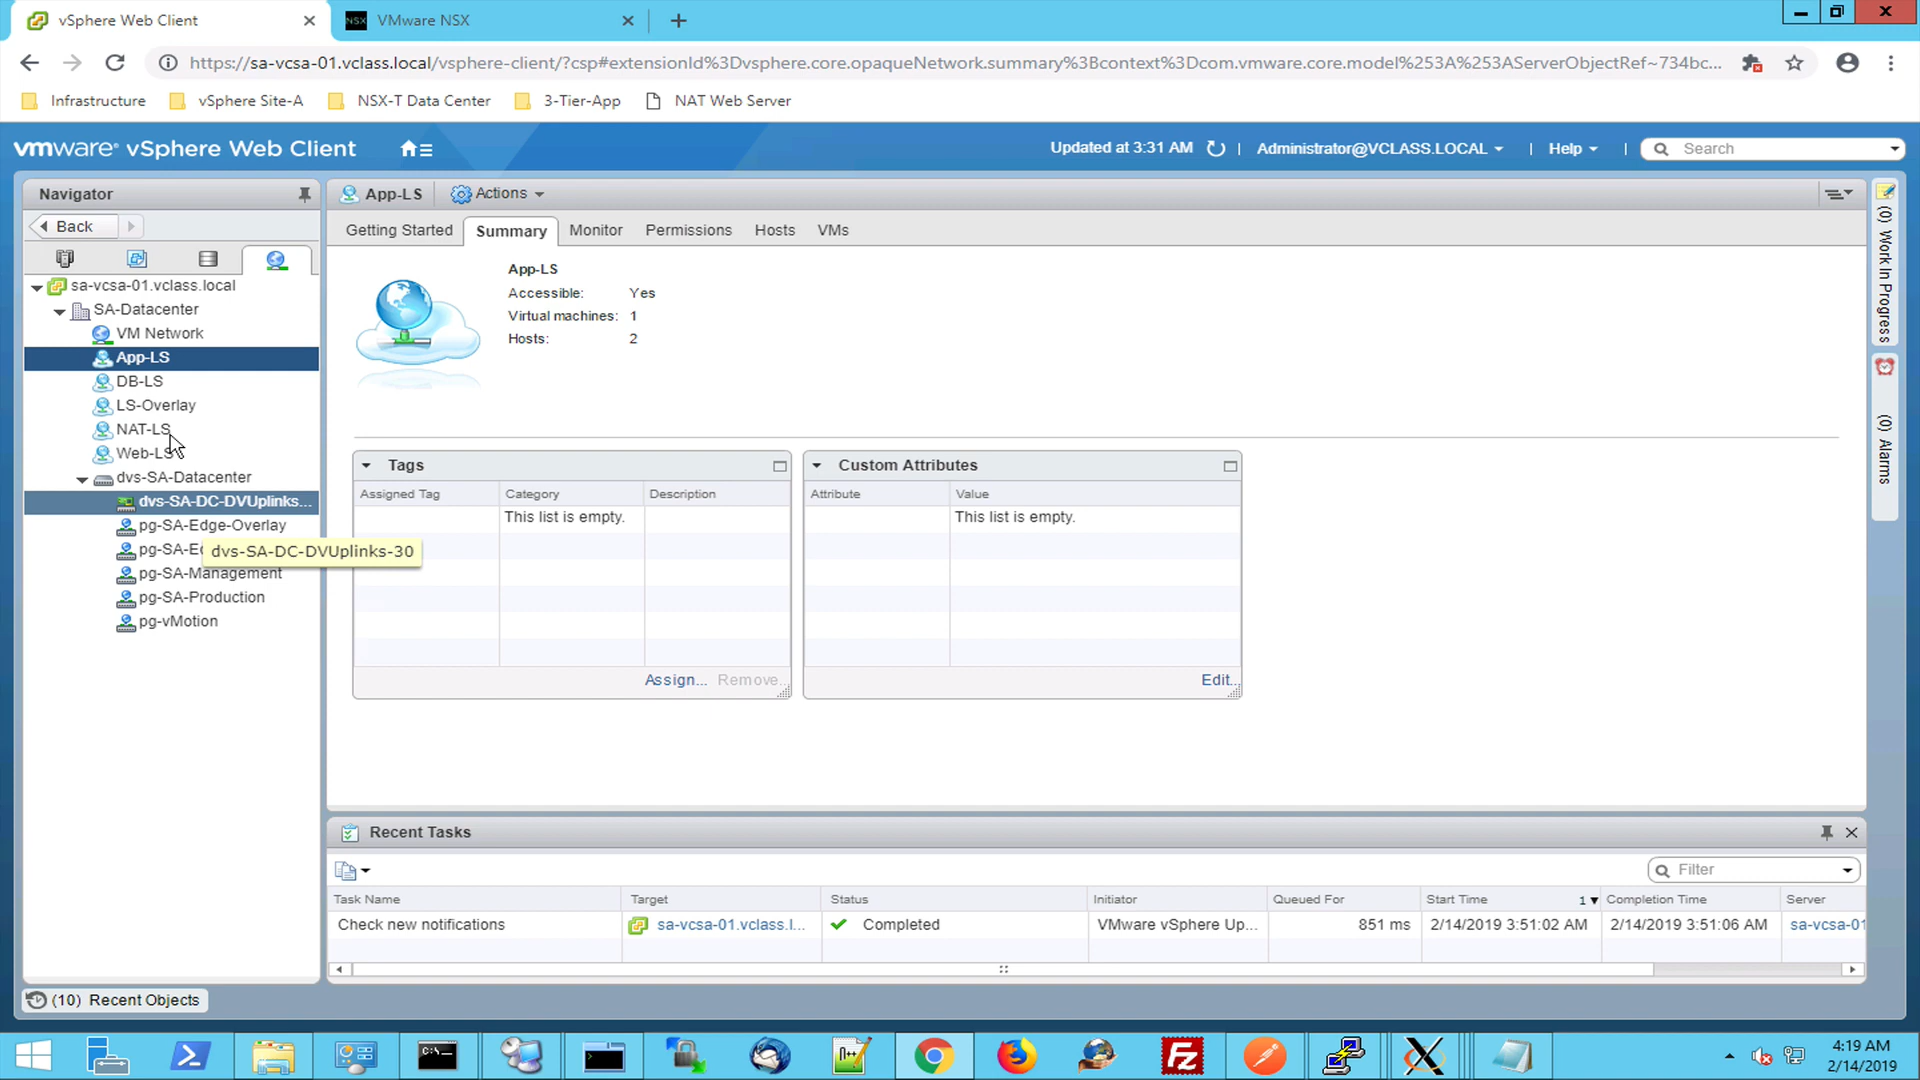 vSphere Web Client
NSX
VMware NSX
https://sa-vcsa-01.vclass.local/vsphere-client/?csp#extensionId%3Dvsphere.core.opaqueNetwork.summary%3Bcontext%3Dcom.vmware.core.model%253A%253AServerObjectRef~734bc...
Infrastructure
vSphere Site-A
NSX-T Data Center
3-Tier-App
NAT Web Server
vmware® vSphere Web Client
Updated at 3:31 AM
|
Administrator@VCLASS.LOCAL
|
Help
|
Search
Navigator
Back
sa-vcsa-01.vclass.local
SA-Datacenter
VM Network
App-LS
DB-LS
LS-Overlay
NAT-LS
Web-LS
dvs-SA-Datacenter
dvs-SA-DC-DVUplinks...
pg-SA-Edge-Overlay
dvs-SA-DC-DVUplinks-30
pg-SA-Management
pg-SA-Production
pg-vMotion
App-LS
Actions
Getting Started
Summary
Monitor
Permissions
Hosts
VMs
App-LS
Accessible: Yes
Virtual machines: 1
Hosts: 2
Tags
Assigned Tag Category Description
This list is empty.
Assign... Remove...
Custom Attributes
Attribute Value
This list is empty.
Edit...
(0) Work In Progress
(0) Alarms
Recent Tasks
Filter
Task Name Target Status Initiator Queued For Start Time 1 Completion Time Server
Check new notifications sa-vcsa-01.vclass.l... Completed VMware vSphere Up... 851 ms 2/14/2019 3:51:02 AM 2/14/2019 3:51:06 AM sa-vcsa-01
(10) Recent Objects
4:19 AM
2/14/2019